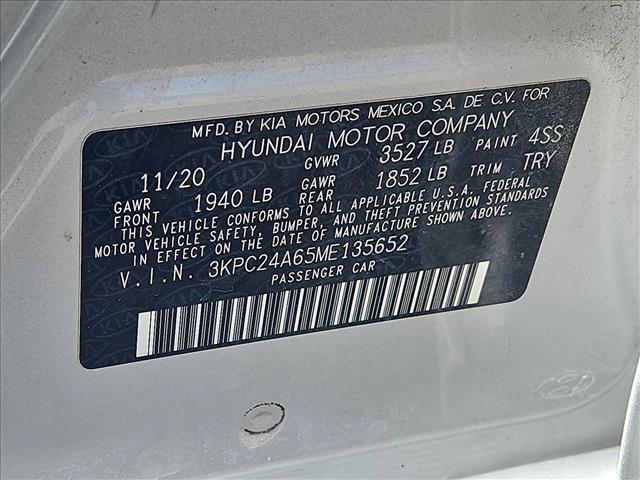 MFD. BY KIA MOTORS MEXICO S.A. DE C.V. FOR
HYUNDAI MOTOR COMPANY
11/20 GVWR 3527 LB PAINT 4SS
GAWR FRONT 1940 LB GAWR REAR 1852 LB TRIM TRY
THIS VEHICLE CONFORMS TO ALL APPLICABLE U.S.A. FEDERAL
MOTOR VEHICLE SAFETY, BUMPER, AND THEFT PREVENTION STANDARDS
IN EFFECT ON THE DATE OF MANUFACTURE SHOWN ABOVE.
V.I.N. 3KPC24A65ME135652
PASSENGER CAR